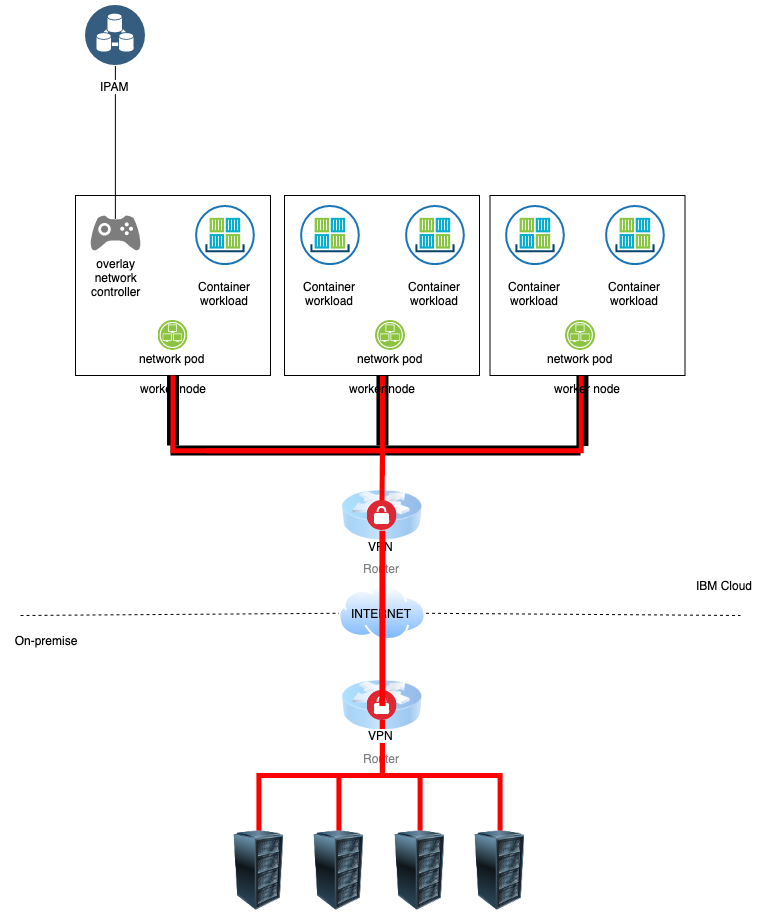 IPAM
overlay
network
controller
Container
workload
Container
workload
Container
workload
Container
workload
Container
workload
network pod
network pod
network pod
worker node
worker node
worker node
VPN
Router
IBM Cloud
INTERNET
On-premise
VPN
Router